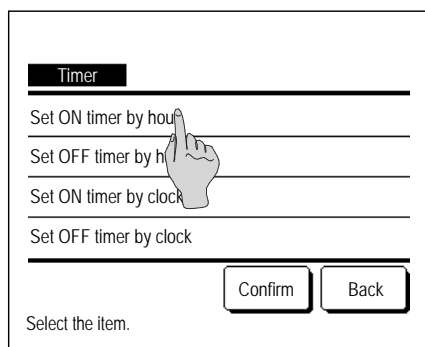 Timer
Set ON timer by hou
Set OFF timer by h
Set ON timer by clock
Set OFF timer by clock
Confirm Back
Select the item.